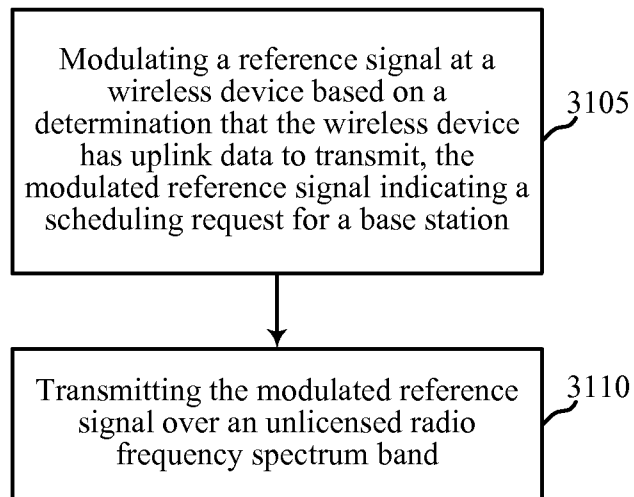 Modulating a reference signal at a
wireless device based on a
determination that the wireless device
has uplink data to transmit, the
modulated reference signal indicating a
scheduling request for a base station
3105
Transmitting the modulated reference
signal over an unlicensed radio
frequency spectrum band
3110